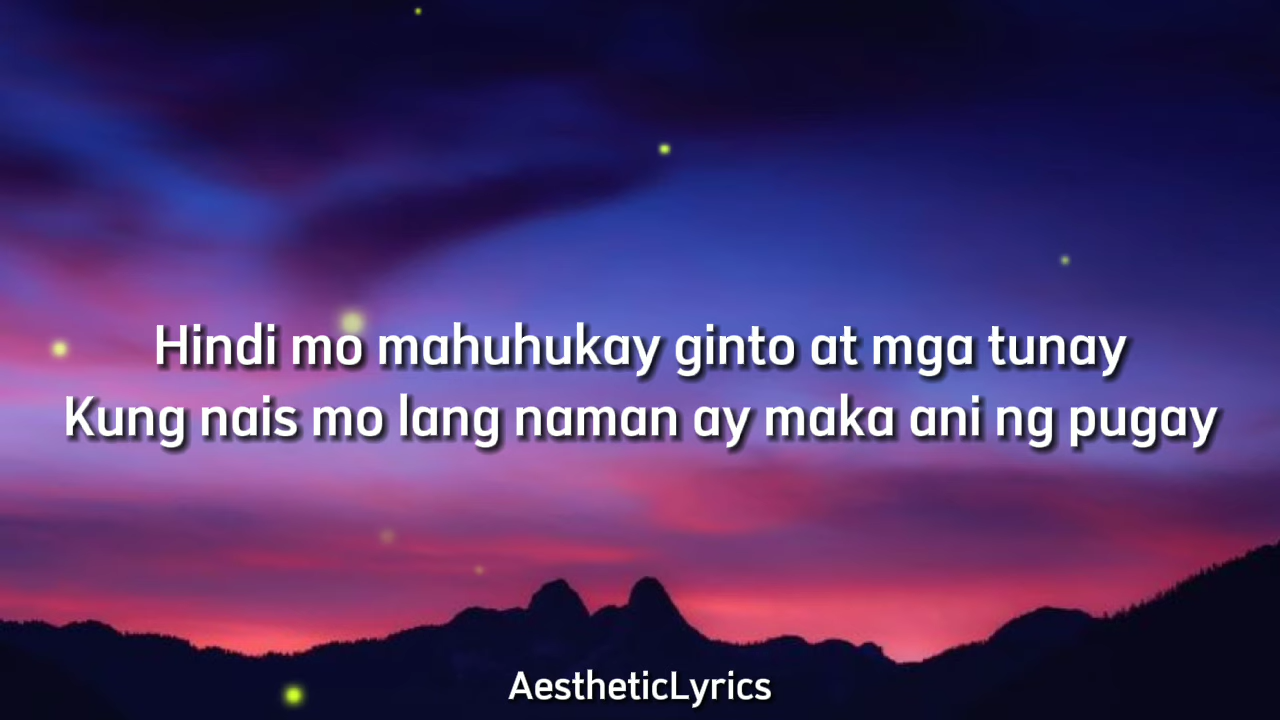 Hindi mo mahuhukay ginto at mga tunay
Kung nais mo lang naman ay maka ani ng pugay
AestheticLyrics